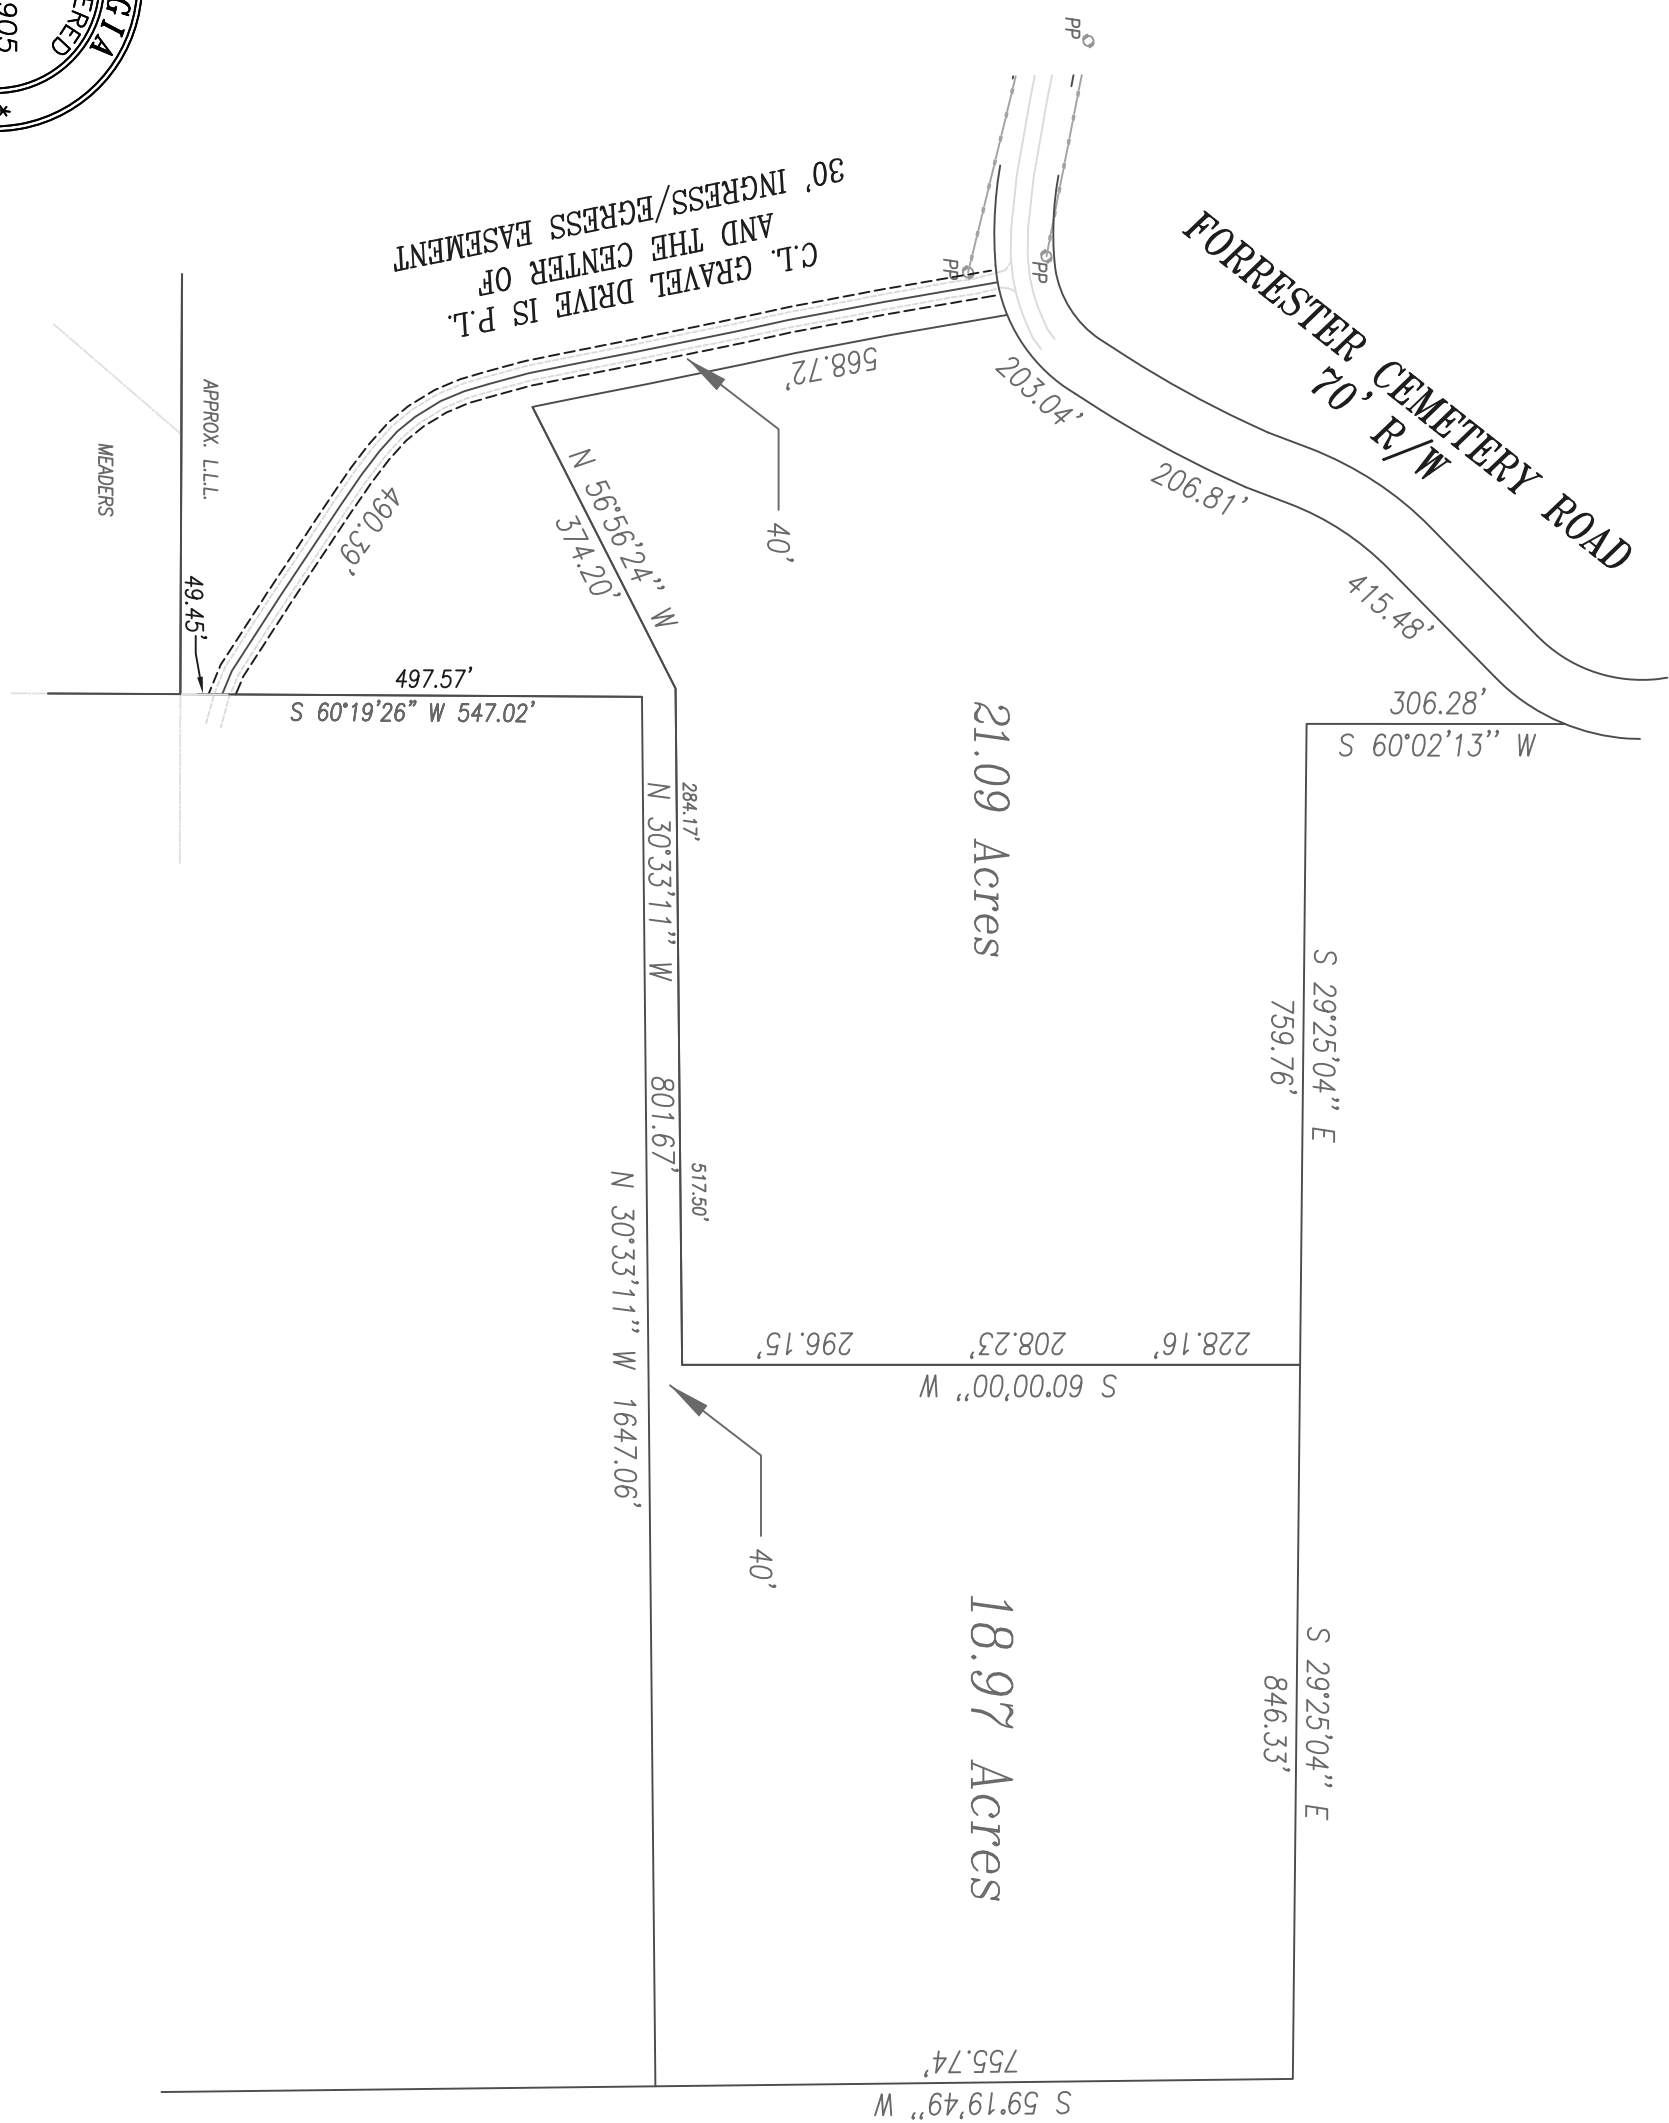 GIA
ERED
905
*
PP
FORRESTER CEMETERY ROAD
70' R/W
30' INGRESS/EGRESS EASEMENT
AND THE CENTER OF
C.L. GRAVEL DRIVE IS P.L.
PP
PP
568.72'
203.04'
206.81'
415.48'
40'
N 56°56'24" W
374.20'
490.39'
APPROX. L.L.L.
MEADERS
49.45'
497.57'
S 60°19'26" W 547.02'
306.28'
S 60°02'13" W
21.09 Acres
284.17'
N 30°33'11" W 801.67'
517.50'
N 30°33'11" W 1647.06'
S 29°25'04" E
759.76'
296.15'
208.23'
228.16'
S 60°00'00" W
40'
18.97 Acres
S 29°25'04" E
846.33'
755.74'
S 59°19'49" W